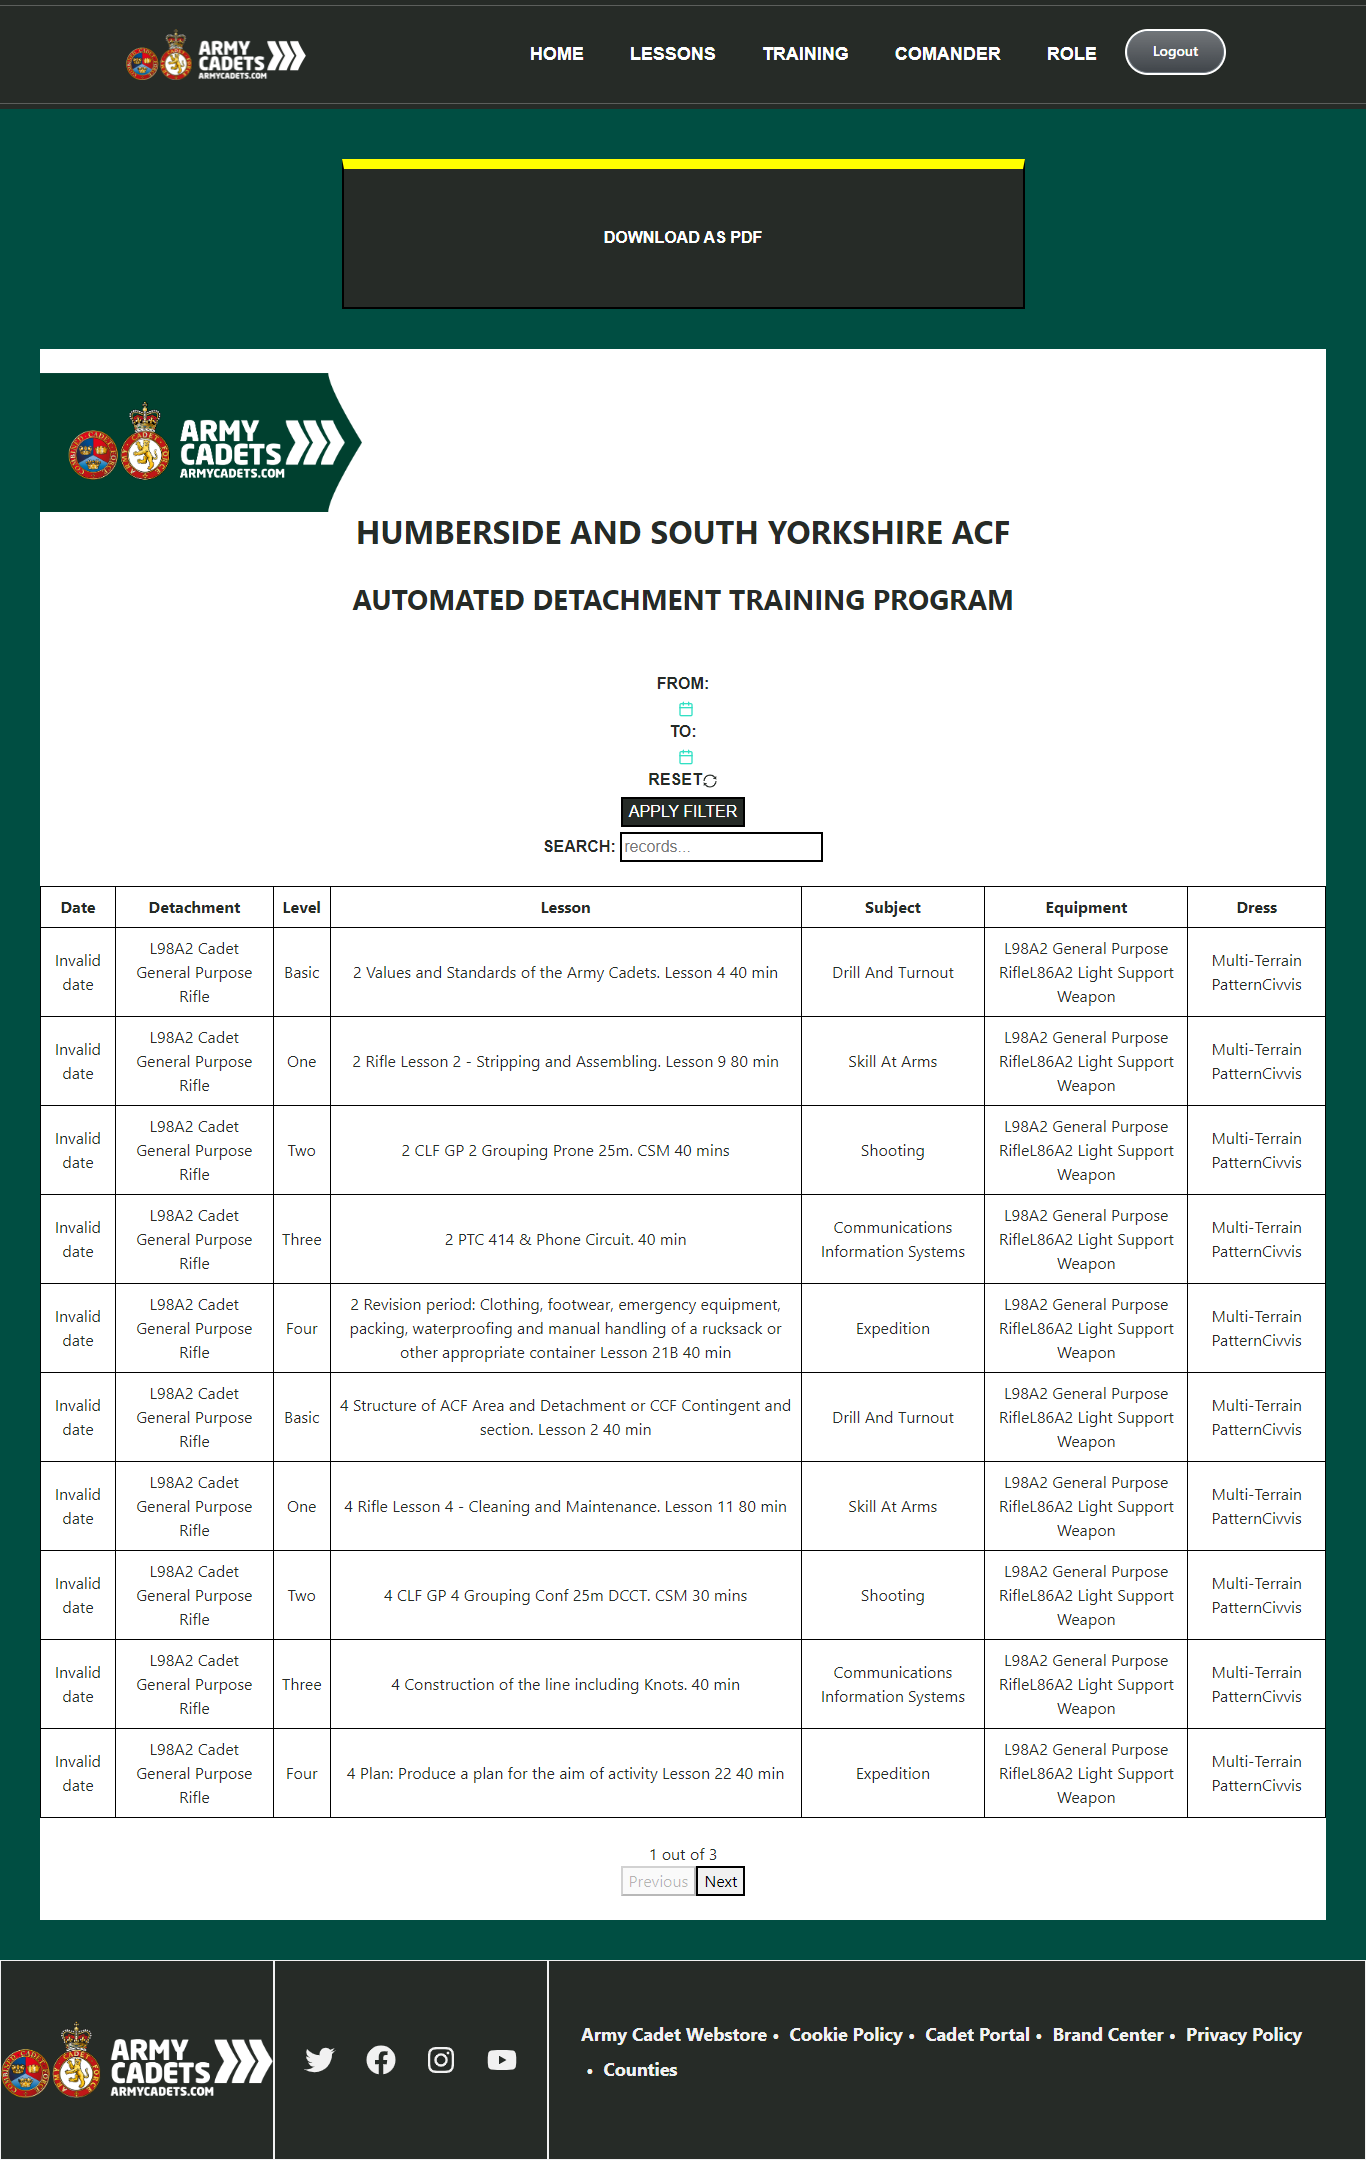 ARMY
CADETS
ARMYCADETS.COM
HOME LESSONS TRAINING COMANDER ROLE Logout
DOWNLOAD AS PDF
ARMY
CADETS
ARMYCADETS.COM
HUMBERSIDE AND SOUTH YORKSHIRE ACF
AUTOMATED DETACHMENT TRAINING PROGRAM
FROM:
TO:
RESET
APPLY FILTER
SEARCH: records...
Date Detachment Level Lesson Subject Equipment Dress
Invalid date L98A2 Cadet General Purpose Rifle Basic 2 Values and Standards of the Army Cadets. Lesson 4 40 min Drill And Turnout L98A2 General Purpose RifleL86A2 Light Support Weapon Multi-Terrain PatternCivvis
Invalid date L98A2 Cadet General Purpose Rifle One 2 Rifle Lesson 2 - Stripping and Assembling. Lesson 9 80 min Skill At Arms L98A2 General Purpose RifleL86A2 Light Support Weapon Multi-Terrain PatternCivvis
Invalid date L98A2 Cadet General Purpose Rifle Two 2 CLF GP 2 Grouping Prone 25m. CSM 40 mins Shooting L98A2 General Purpose RifleL86A2 Light Support Weapon Multi-Terrain PatternCivvis
Invalid date L98A2 Cadet General Purpose Rifle Three 2 PTC 414 & Phone Circuit. 40 min Communications Information Systems L98A2 General Purpose RifleL86A2 Light Support Weapon Multi-Terrain PatternCivvis
Invalid date L98A2 Cadet General Purpose Rifle Four 2 Revision period: Clothing, footwear, emergency equipment, packing, waterproofing and manual handling of a rucksack or other appropriate container Lesson 21B 40 min Expedition L98A2 General Purpose RifleL86A2 Light Support Weapon Multi-Terrain PatternCivvis
Invalid date L98A2 Cadet General Purpose Rifle Basic 4 Structure of ACF Area and Detachment or CCF Contingent and section. Lesson 2 40 min Drill And Turnout L98A2 General Purpose RifleL86A2 Light Support Weapon Multi-Terrain PatternCivvis
Invalid date L98A2 Cadet General Purpose Rifle One 4 Rifle Lesson 4 - Cleaning and Maintenance. Lesson 11 80 min Skill At Arms L98A2 General Purpose RifleL86A2 Light Support Weapon Multi-Terrain PatternCivvis
Invalid date L98A2 Cadet General Purpose Rifle Two 4 CLF GP 4 Grouping Conf 25m DCCT. CSM 30 mins Shooting L98A2 General Purpose RifleL86A2 Light Support Weapon Multi-Terrain PatternCivvis
Invalid date L98A2 Cadet General Purpose Rifle Three 4 Construction of the line including Knots. 40 min Communications Information Systems L98A2 General Purpose RifleL86A2 Light Support Weapon Multi-Terrain PatternCivvis
Invalid date L98A2 Cadet General Purpose Rifle Four 4 Plan: Produce a plan for the aim of activity Lesson 22 40 min Expedition L98A2 General Purpose RifleL86A2 Light Support Weapon Multi-Terrain PatternCivvis
1 out of 3
Previous Next
ARMY
CADETS
ARMYCADETS.COM
Army Cadet Webstore • Cookie Policy • Cadet Portal • Brand Center • Privacy Policy
• Counties